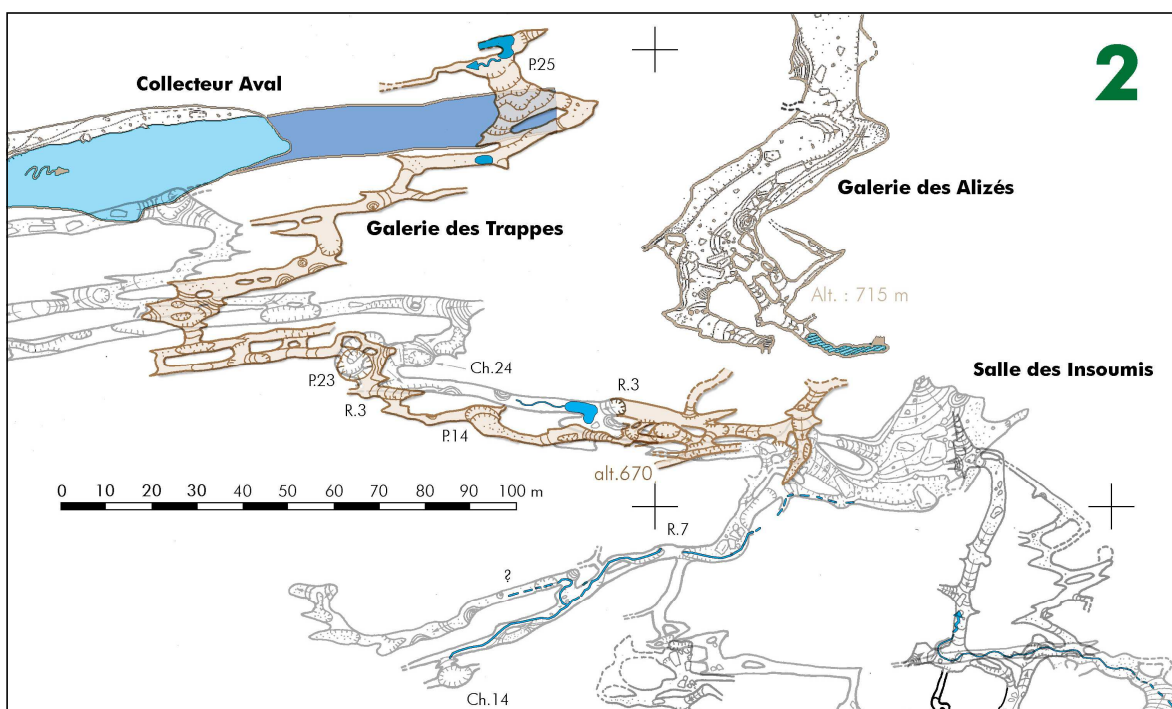 2
P.25
Collecteur Aval
Galerie des Alizés
Galerie des Trappes
Alt. : 715 m
Salle des Insoumis
Ch.24
P.23
R.3
R.3
P.14
alt.670
0 10 20 30 40 50 60 70 80 90 100 m
R.7
?
Ch.14